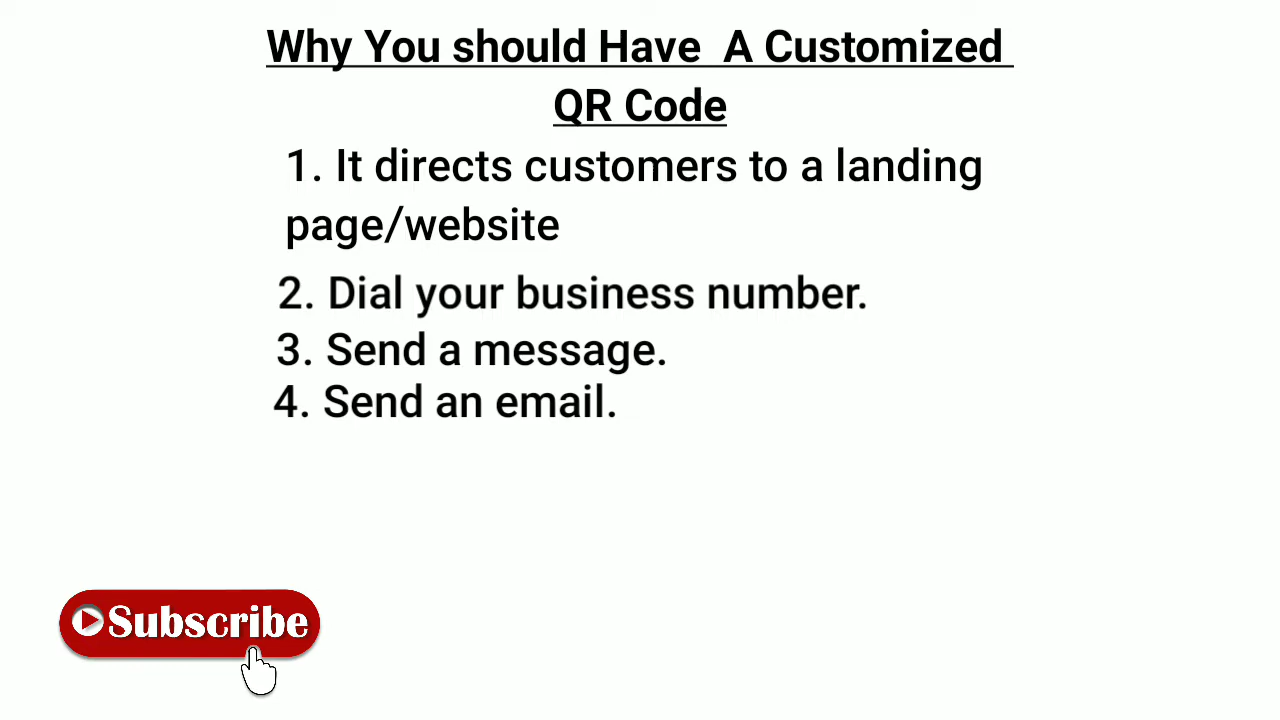 Why You should Have  A Customized
QR Code
1. It directs customers to a landing
page/website
2. Dial your business number.
3. Send a message.
4. Send an email.
Subscribe